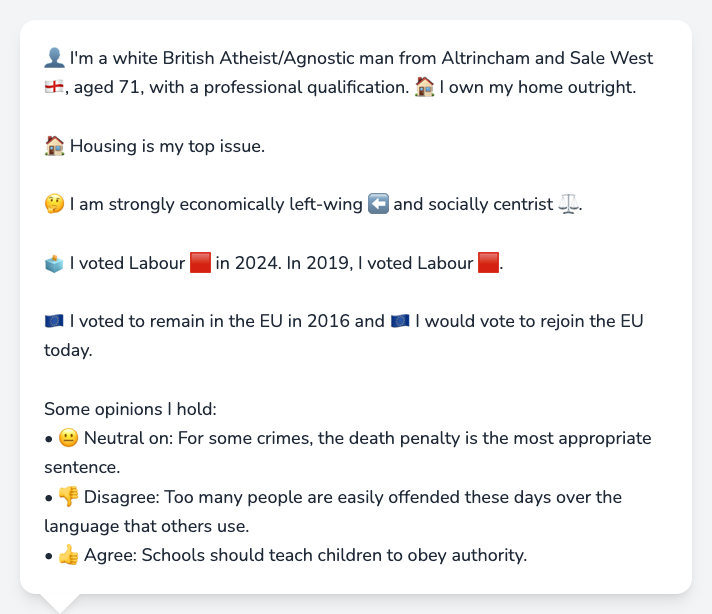 👤 I'm a white British Atheist/Agnostic man from Altrincham and Sale West
🏴󠁧󠁢󠁥󠁮󠁧󠁿, aged 71, with a professional qualification. 🏠 I own my home outright.
🏠 Housing is my top issue.
🤔 I am strongly economically left-wing ⬅️ and socially centrist ⚖️.
🗳️ I voted Labour 🟥 in 2024. In 2019, I voted Labour 🟥.
🇪🇺 I voted to remain in the EU in 2016 and 🇪🇺 I would vote to rejoin the EU
today.
Some opinions I hold:
• 😐 Neutral on: For some crimes, the death penalty is the most appropriate
sentence.
• 👎 Disagree: Too many people are easily offended these days over the
language that others use.
• 👍 Agree: Schools should teach children to obey authority.